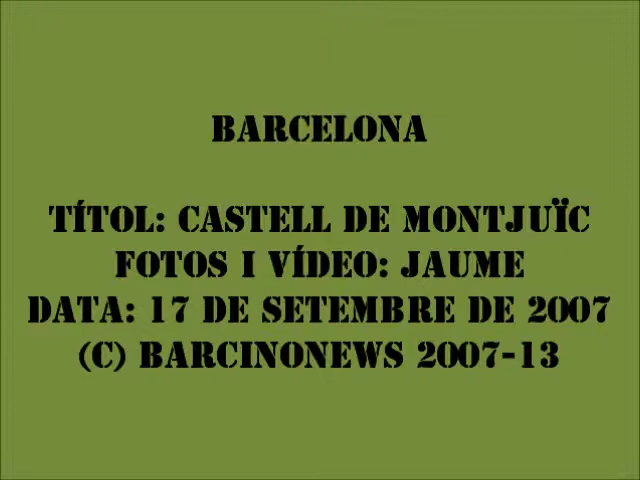 BARCELONA
TÍTOL: CASTELL DE MONTJUÏC
FOTOS I VÍDEO: JAUME
DATA: 17 DE SETEMBRE DE 2007
(C) BARCINONEWS 2007-13